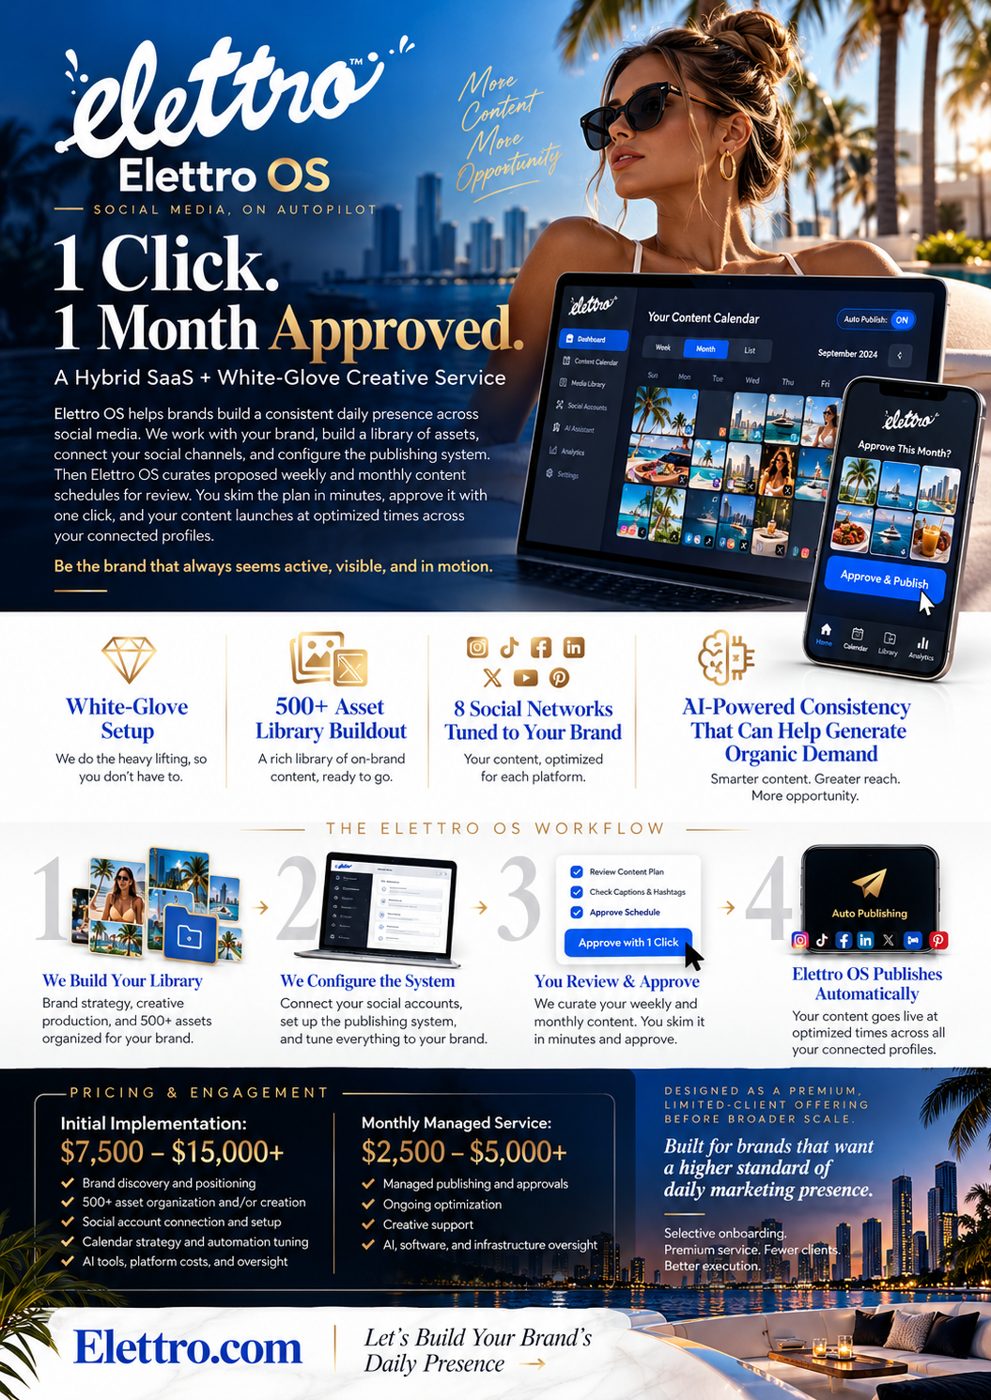 elettro™
Elettro OS
SOCIAL MEDIA, ON AUTOPILOT
More
Content
More
Opportunity
1 Click.
1 Month Approved.
A Hybrid SaaS + White-Glove Creative Service
Elettro OS helps brands build a consistent daily presence across
social media. We work with your brand, build a library of assets,
connect your social channels, and configure the publishing system.
Then Elettro OS curates proposed weekly and monthly content
schedules for review. You skim the plan in minutes, approve it with
one click, and your content launches at optimized times across
your connected profiles.
Be the brand that always seems active, visible, and in motion.
elettro
Dashboard
Content Calendar
Media Library
Social Accounts
AI Assistant
Analytics
Settings
Your Content Calendar
Auto Publish: ON
Week Month List
September 2024
Sun Mon Tue Wed Thu Fri
elettro
Approve This Month?
Approve & Publish
Home Calendar Library Analytics
White-Glove
Setup
We do the heavy lifting, so
you don't have to.
500+ Asset
Library Buildout
A rich library of on-brand
content, ready to go.
8 Social Networks
Tuned to Your Brand
Your content, optimized
for each platform.
AI-Powered Consistency
That Can Help Generate
Organic Demand
Smarter content. Greater reach.
More opportunity.
THE ELETTRO OS WORKFLOW
1
We Build Your Library
Brand strategy, creative
production, and 500+ assets
organized for your brand.
2
We Configure the System
Connect your social accounts,
set up the publishing system,
and tune everything to your brand.
3
Review Content Plan
Check Captions & Hashtags
Approve Schedule
Approve with 1 Click
You Review & Approve
We curate your weekly and
monthly content. You skim it
in minutes and approve.
4
Auto Publishing
Elettro OS Publishes
Automatically
Your content goes live at
optimized times across all
your connected profiles.
PRICING & ENGAGEMENT
Initial Implementation:
$7,500 – $15,000+
Brand discovery and positioning
500+ asset organization and/or creation
Social account connection and setup
Calendar strategy and automation tuning
AI tools, platform costs, and oversight
Monthly Managed Service:
$2,500 – $5,000+
Managed publishing and approvals
Ongoing optimization
Creative support
AI, software, and infrastructure oversight
DESIGNED AS A PREMIUM,
LIMITED-CLIENT OFFERING
BEFORE BROADER SCALE.
Built for brands that want
a higher standard of
daily marketing presence.
Selective onboarding.
Premium service. Fewer clients.
Better execution.
Elettro.com
Let's Build Your Brand's
Daily Presence